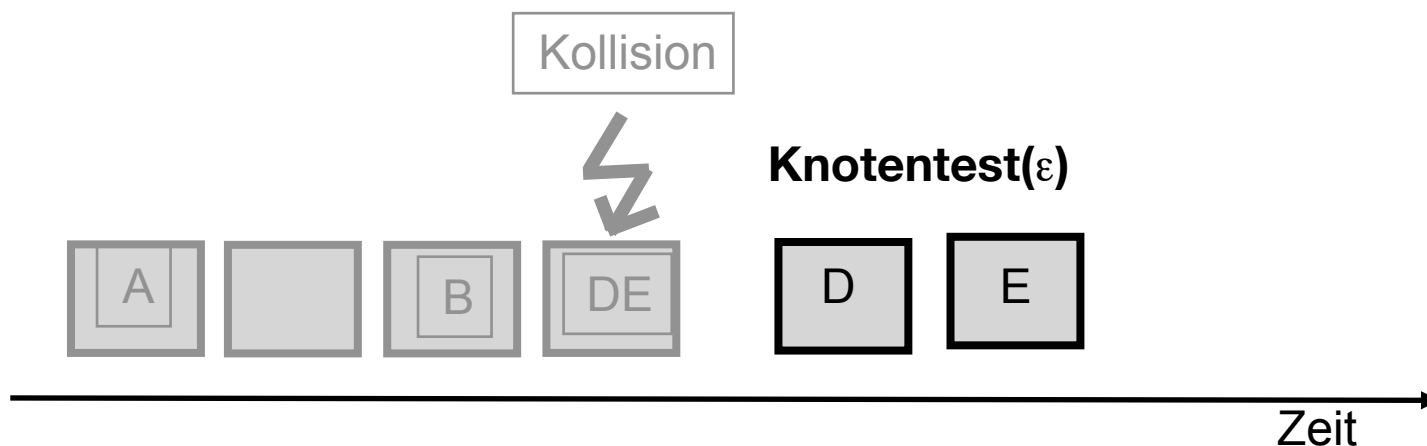 Kollision
Knotentest(ε)
A
B
DE
D
E
Zeit